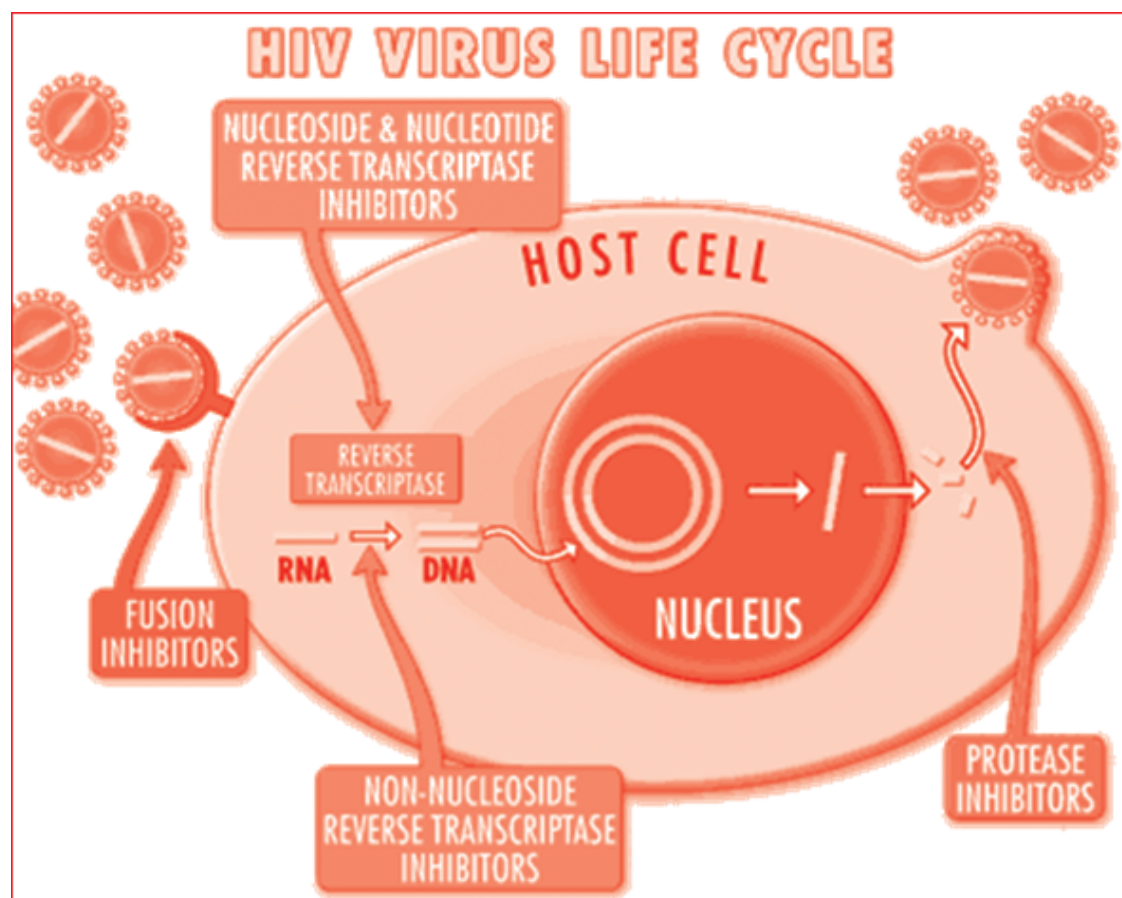 HIV VIRUS LIFE CYCLE
NUCLEOSIDE & NUCLEOTIDE
REVERSE TRANSCRIPTASE
INHIBITORS
HOST CELL
REVERSE
TRANSCRIPTASE
RNA
DNA
NUCLEUS
FUSION
INHIBITORS
NON-NUCLEOSIDE
REVERSE TRANSCRIPTASE
INHIBITORS
PROTEASE
INHIBITORS